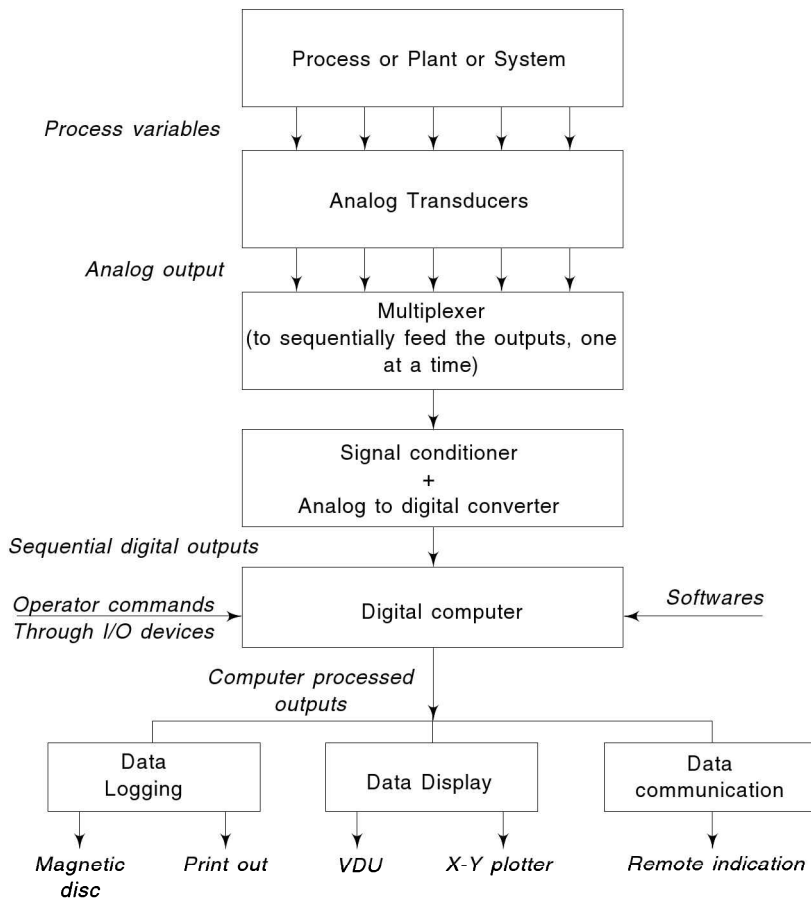 Process or Plant or System
Process variables
Analog Transducers
Analog output
Multiplexer
(to sequentially feed the outputs, one
at a time)
Signal conditioner
+
Analog to digital converter
Sequential digital outputs
Operator commands
Through I/O devices
Digital computer
Softwares
Computer processed
outputs
Data
Logging
Data Display
Data
communication
Magnetic
disc
Print out
VDU
X-Y plotter
Remote indication